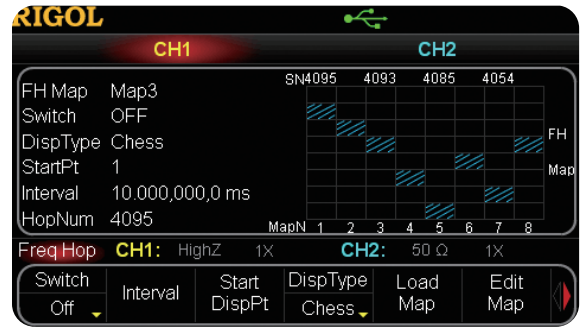 RIGOL
CH1 CH2
SN4095 4093 4085 4054
FH Map Map3
Switch OFF
DispType Chess
StartPt 1
Interval 10.000,000,0 ms
HopNum 4095
FH
Map
MapN 1 2 3 4 5 6 7 8
Freq Hop CH1: HighZ 1X CH2: 50 Ω 1X
Switch
Off
Interval
Start
DispPt
DispType
Chess
Load
Map
Edit
Map